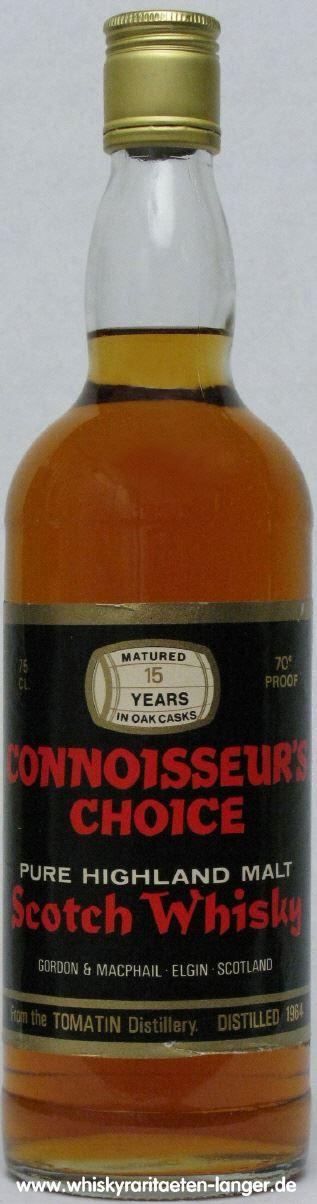 MATURED
15
YEARS
IN OAK CASKS
75
CL.
70°
PROOF
CONNOISSEUR'S
CHOICE
PURE HIGHLAND MALT
Scotch Whisky
GORDON & MACPHAIL · ELGIN · SCOTLAND
From the TOMATIN Distillery. DISTILLED 1964
www.whiskyraritaeten-langer.de